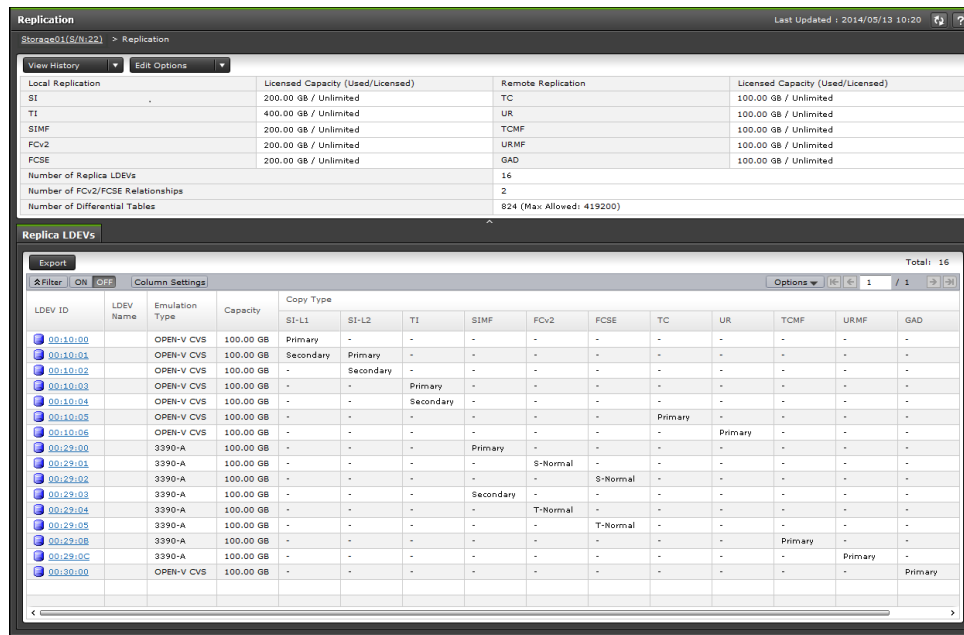 Replication Last Updated : 2014/05/13 10:20 ?
Storage01(S/N:22) > Replication
View History Edit Options
Local Replication Licensed Capacity (Used/Licensed) Remote Replication Licensed Capacity (Used/Licensed)
SI 200.00 GB / Unlimited TC 100.00 GB / Unlimited
TI 400.00 GB / Unlimited UR 100.00 GB / Unlimited
SIMF 200.00 GB / Unlimited TCMF 100.00 GB / Unlimited
FCv2 200.00 GB / Unlimited URMF 100.00 GB / Unlimited
FCSE 200.00 GB / Unlimited GAD 100.00 GB / Unlimited
Number of Replica LDEVs 16
Number of FCv2/FCSE Relationships 2
Number of Differential Tables 824 (Max Allowed: 419200)
Replica LDEVs
Export Total: 16
Filter ON OFF Column Settings Options 1 / 1
LDEV ID LDEV Name Emulation Type Capacity Copy Type
SI-L1 SI-L2 TI SIMF FCv2 FCSE TC UR TCMF URMF GAD
00:10:00 OPEN-V CVS 100.00 GB Primary - - - - - - - - - -
00:10:01 OPEN-V CVS 100.00 GB Secondary Primary - - - - - - - - -
00:10:02 OPEN-V CVS 100.00 GB - Secondary - - - - - - - - -
00:10:03 OPEN-V CVS 100.00 GB - - Primary - - - - - - - -
00:10:04 OPEN-V CVS 100.00 GB - - Secondary - - - - - - - -
00:10:05 OPEN-V CVS 100.00 GB - - - - - - Primary - - - -
00:10:06 OPEN-V CVS 100.00 GB - - - - - - - Primary - - -
00:29:00 3390-A 100.00 GB - - - Primary - - - - - - -
00:29:01 3390-A 100.00 GB - - - - S-Normal - - - - - -
00:29:02 3390-A 100.00 GB - - - - - S-Normal - - - - -
00:29:03 3390-A 100.00 GB - - - Secondary - - - - - - -
00:29:04 3390-A 100.00 GB - - - - T-Normal - - - - - -
00:29:05 3390-A 100.00 GB - - - - - T-Normal - - - - -
00:29:0B 3390-A 100.00 GB - - - - - - - - Primary - -
00:29:0C 3390-A 100.00 GB - - - - - - - - - Primary -
00:30:00 OPEN-V CVS 100.00 GB - - - - - - - - - - Primary